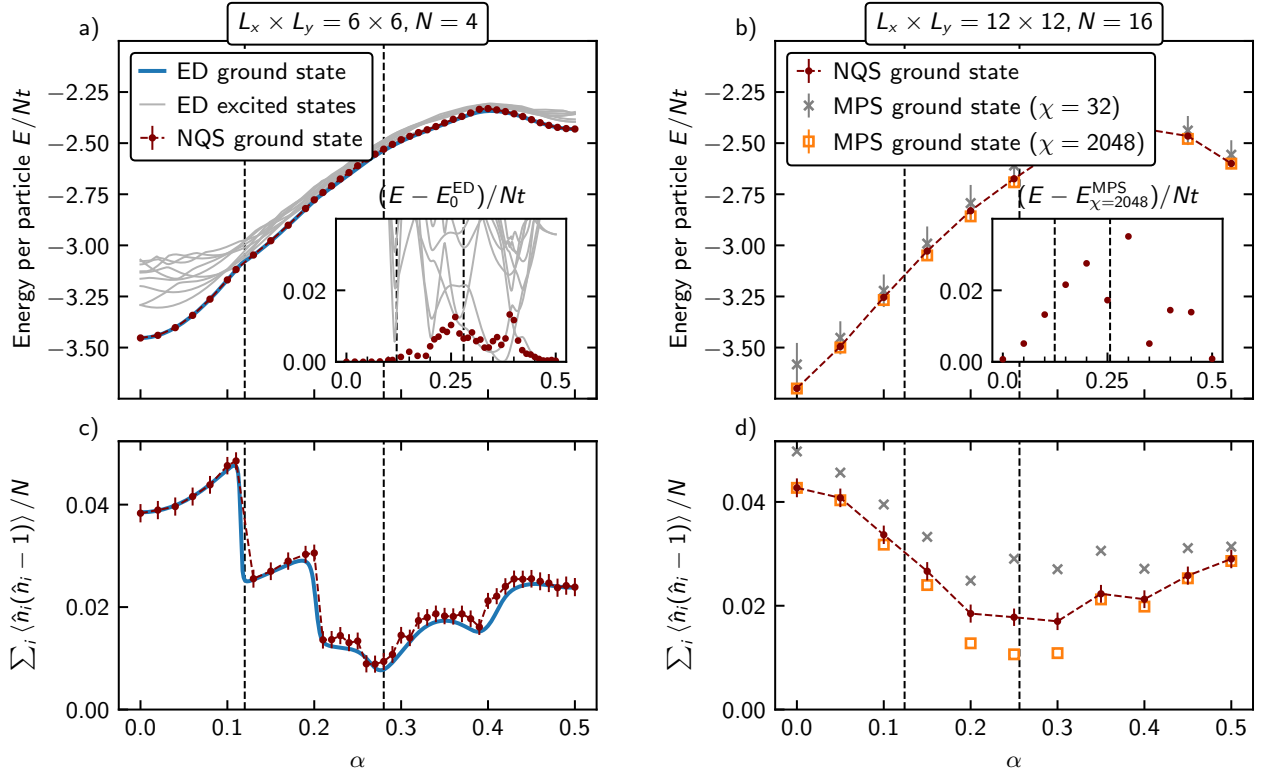 a)
L_x × L_y = 6 × 6, N = 4
ED ground state
ED excited states
NQS ground state
Energy per particle E/Nt
−2.25
−2.50
−2.75
−3.00
−3.25
−3.50
(E − E_0^ED)/Nt
0.02
0.00
0.0
0.25
0.5
b)
L_x × L_y = 12 × 12, N = 16
NQS ground state
MPS ground state (χ = 32)
MPS ground state (χ = 2048)
Energy per particle E/Nt
−2.25
−2.50
−2.75
−3.00
−3.25
−3.50
(E − E_{χ=2048}^{MPS})/Nt
0.02
0.00
0.0
0.25
0.5
c)
∑_i ⟨n̂_i(n̂_i − 1)⟩/N
0.04
0.02
0.00
0.0
0.1
0.2
0.3
0.4
0.5
α
d)
∑_i ⟨n̂_i(n̂_i − 1)⟩/N
0.04
0.02
0.00
0.0
0.1
0.2
0.3
0.4
0.5
α